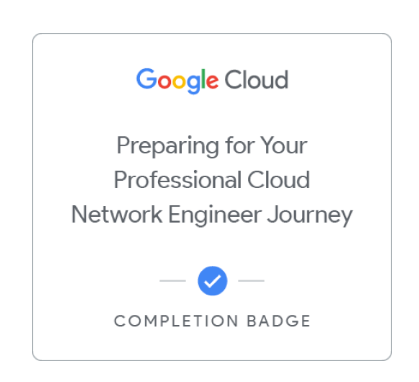 Google Cloud
Preparing for Your
Professional Cloud
Network Engineer Journey
COMPLETION BADGE